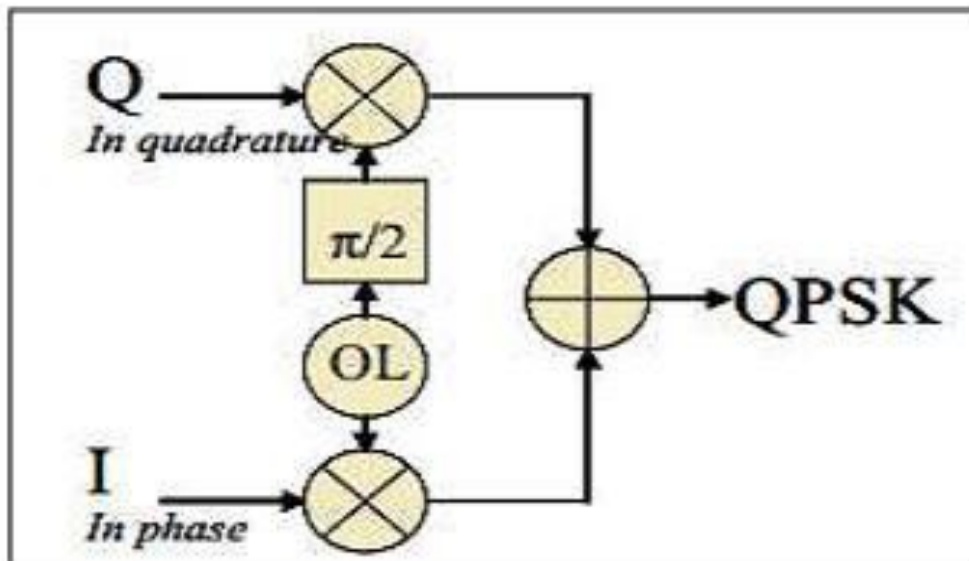 Q
In quadrature
π/2
OL
QPSK
I
In phase